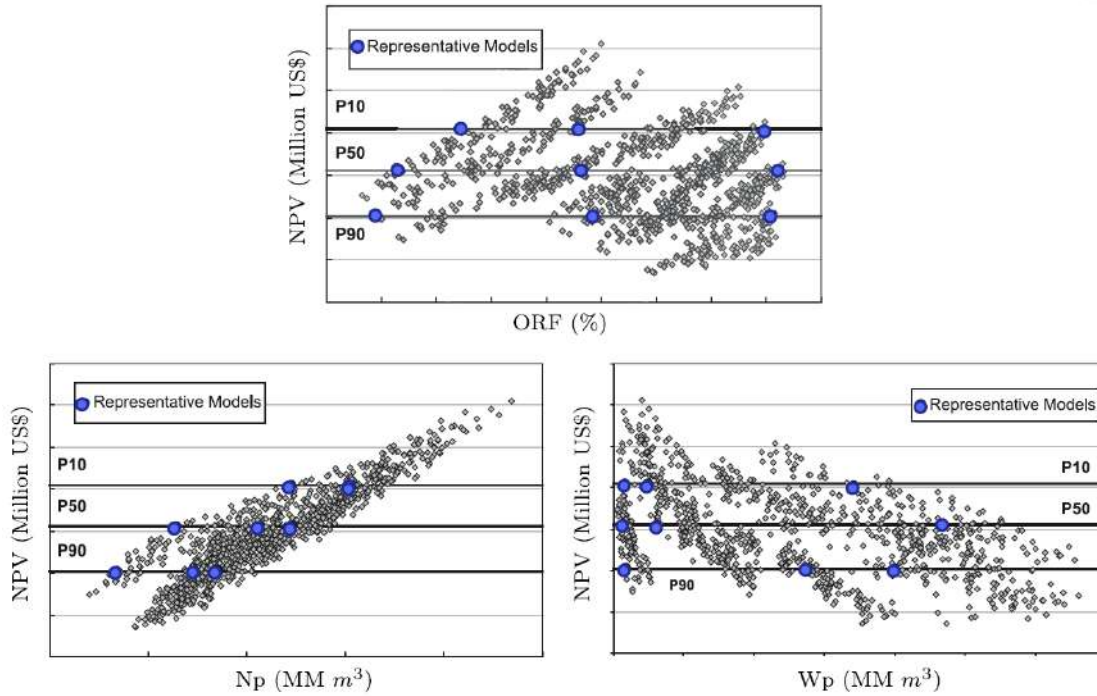 Representative Models
P10
P50
P90
NPV (Million US$)
ORF (%)
Representative Models
P10
P50
P90
NPV (Million US$)
Np (MM m³)
Representative Models
P10
P50
P90
NPV (Million US$)
Wp (MM m³)